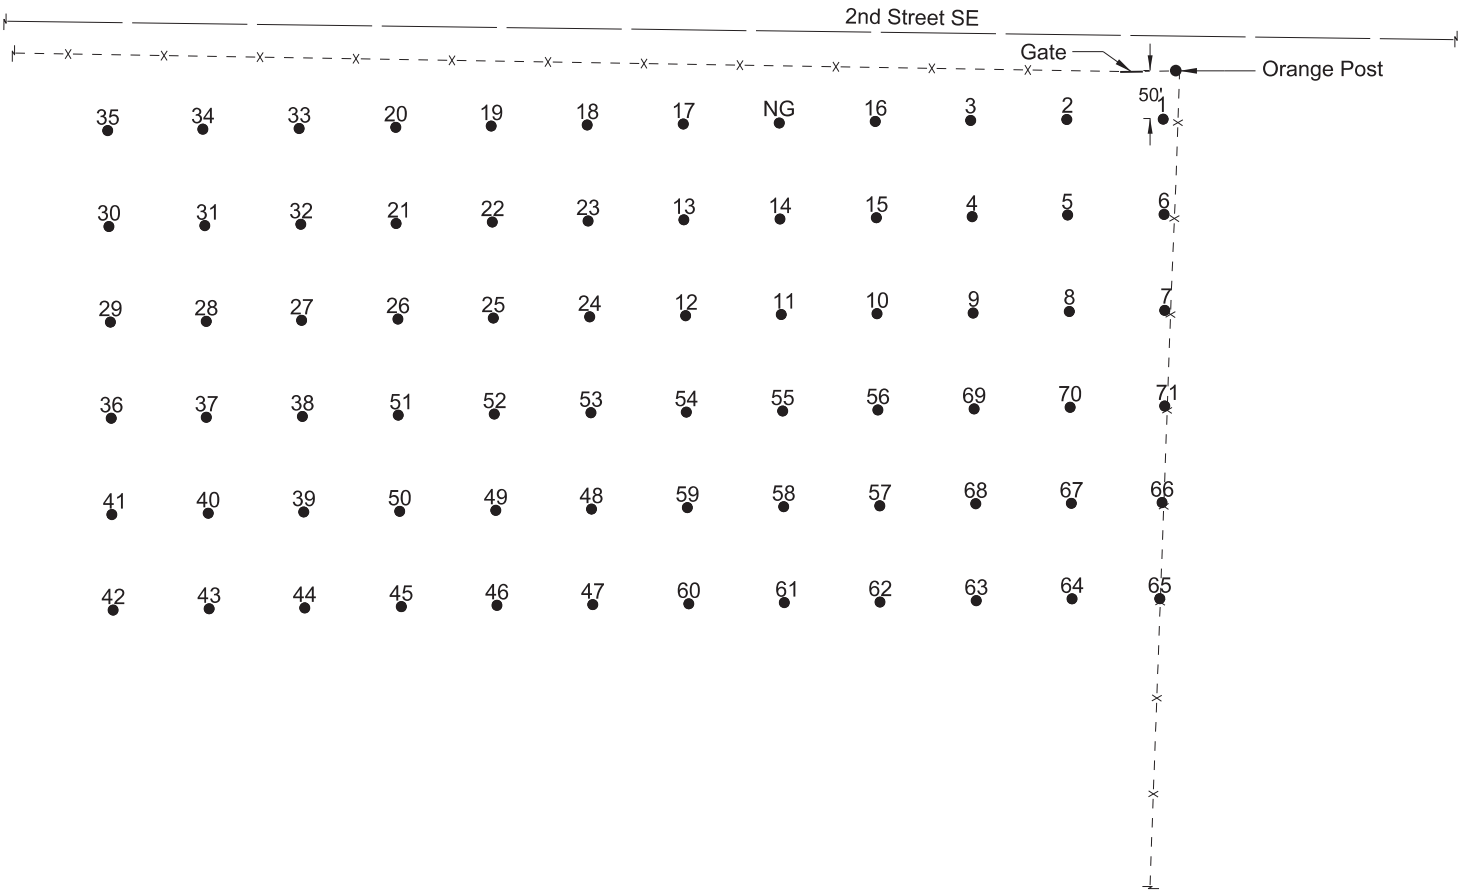 2nd Street SE
Gate
Orange Post
50'
35 34 33 20 19 18 17 NG 16 3 2 1
30 31 32 21 22 23 13 14 15 4 5 6
29 28 27 26 25 24 12 11 10 9 8 7
36 37 38 51 52 53 54 55 56 69 70 71
41 40 39 50 49 48 59 58 57 68 67 66
42 43 44 45 46 47 60 61 62 63 64 65